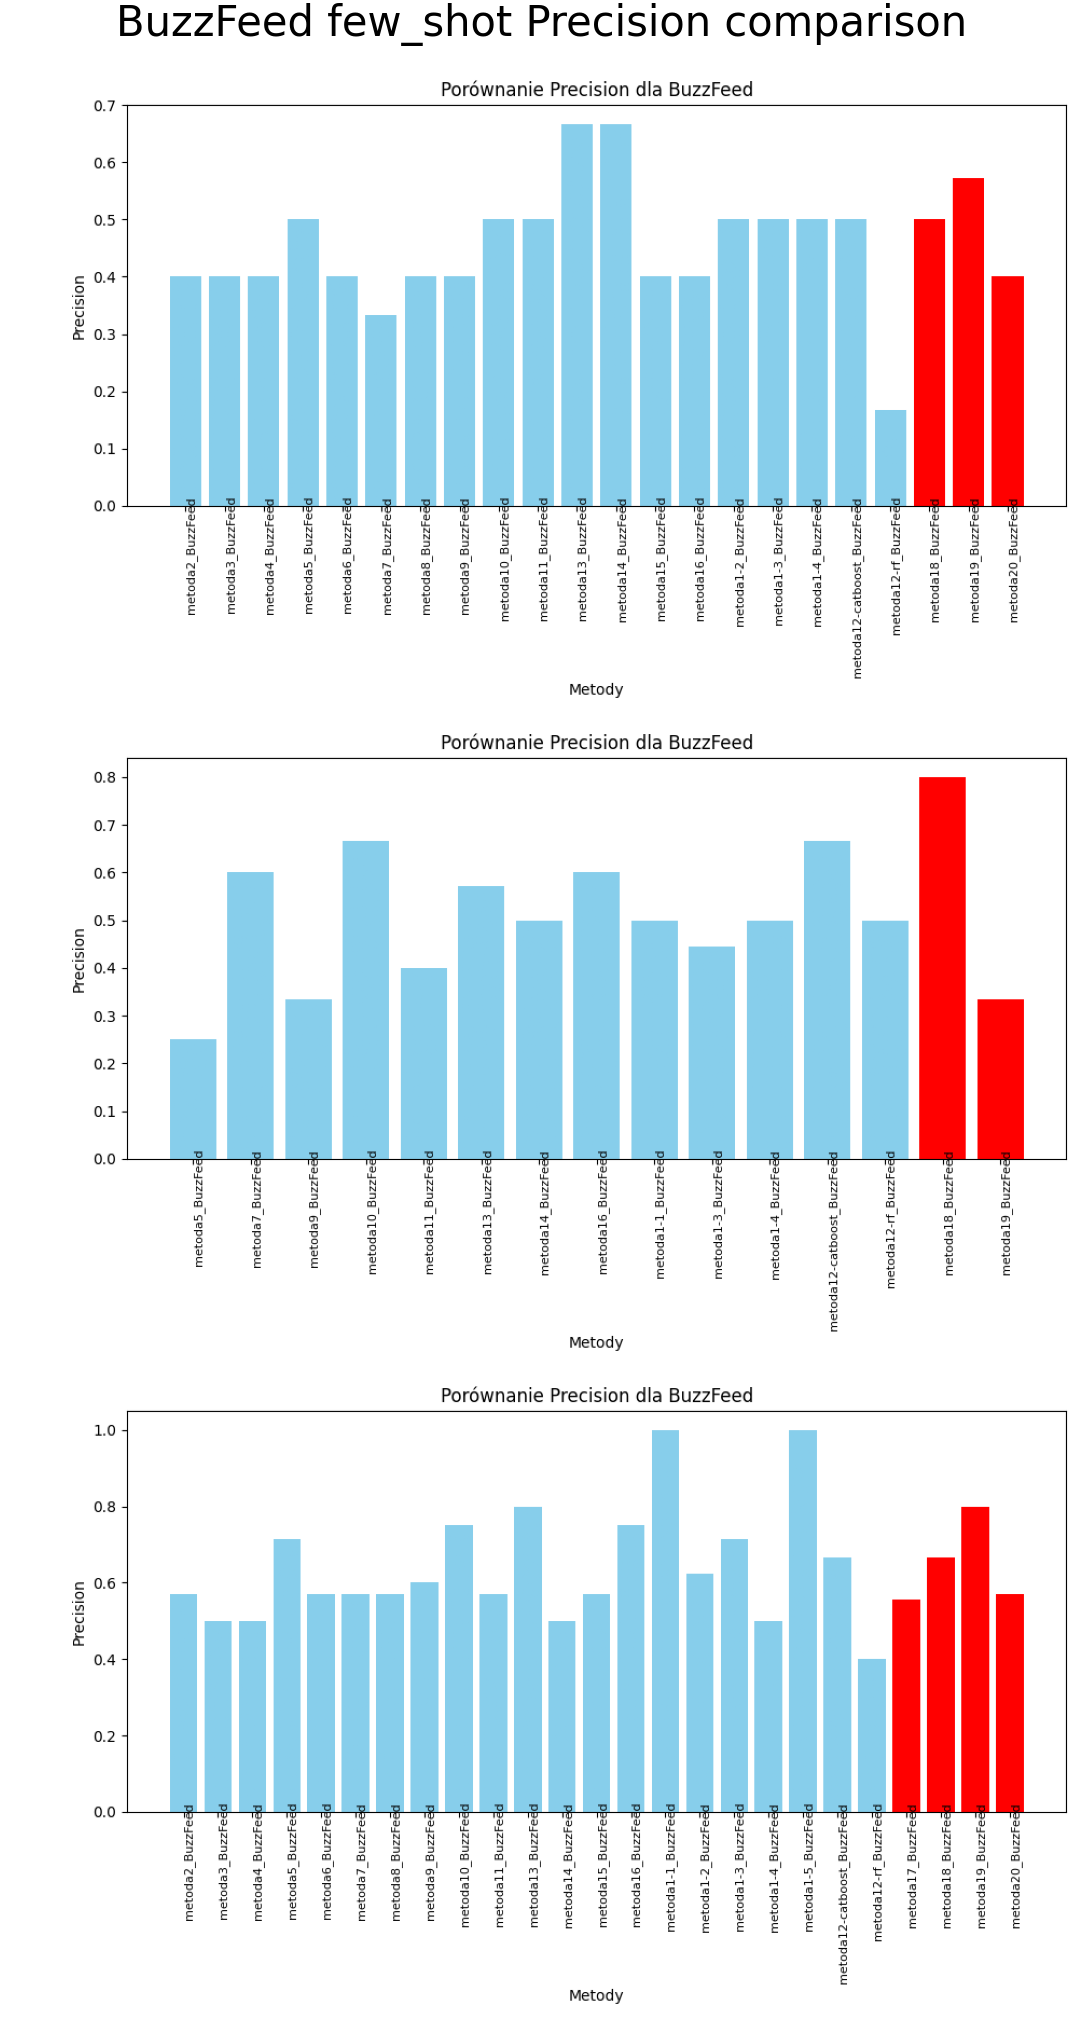 BuzzFeed few_shot Precision comparison
Porównanie Precision dla BuzzFeed
Precision
0.7
0.6
0.5
0.4
0.3
0.2
0.1
0.0
metoda2_BuzzFeed
metoda3_BuzzFeed
metoda4_BuzzFeed
metoda5_BuzzFeed
metoda6_BuzzFeed
metoda7_BuzzFeed
metoda8_BuzzFeed
metoda9_BuzzFeed
metoda10_BuzzFeed
metoda11_BuzzFeed
metoda13_BuzzFeed
metoda14_BuzzFeed
metoda15_BuzzFeed
metoda16_BuzzFeed
metoda1-2_BuzzFeed
metoda1-3_BuzzFeed
metoda1-4_BuzzFeed
metoda12-catboost_BuzzFeed
metoda12-rf_BuzzFeed
metoda18_BuzzFeed
metoda19_BuzzFeed
metoda20_BuzzFeed
Metody
Porównanie Precision dla BuzzFeed
Precision
0.8
0.7
0.6
0.5
0.4
0.3
0.2
0.1
0.0
metoda5_BuzzFeed
metoda7_BuzzFeed
metoda9_BuzzFeed
metoda10_BuzzFeed
metoda11_BuzzFeed
metoda13_BuzzFeed
metoda14_BuzzFeed
metoda16_BuzzFeed
metoda1-1_BuzzFeed
metoda1-3_BuzzFeed
metoda1-4_BuzzFeed
metoda12-catboost_BuzzFeed
metoda12-rf_BuzzFeed
metoda18_BuzzFeed
metoda19_BuzzFeed
Metody
Porównanie Precision dla BuzzFeed
Precision
1.0
0.8
0.6
0.4
0.2
0.0
metoda2_BuzzFeed
metoda3_BuzzFeed
metoda4_BuzzFeed
metoda5_BuzzFeed
metoda6_BuzzFeed
metoda7_BuzzFeed
metoda8_BuzzFeed
metoda9_BuzzFeed
metoda10_BuzzFeed
metoda11_BuzzFeed
metoda13_BuzzFeed
metoda14_BuzzFeed
metoda15_BuzzFeed
metoda16_BuzzFeed
metoda1-1_BuzzFeed
metoda1-2_BuzzFeed
metoda1-3_BuzzFeed
metoda1-4_BuzzFeed
metoda1-5_BuzzFeed
metoda12-catboost_BuzzFeed
metoda12-rf_BuzzFeed
metoda17_BuzzFeed
metoda18_BuzzFeed
metoda19_BuzzFeed
metoda20_BuzzFeed
Metody